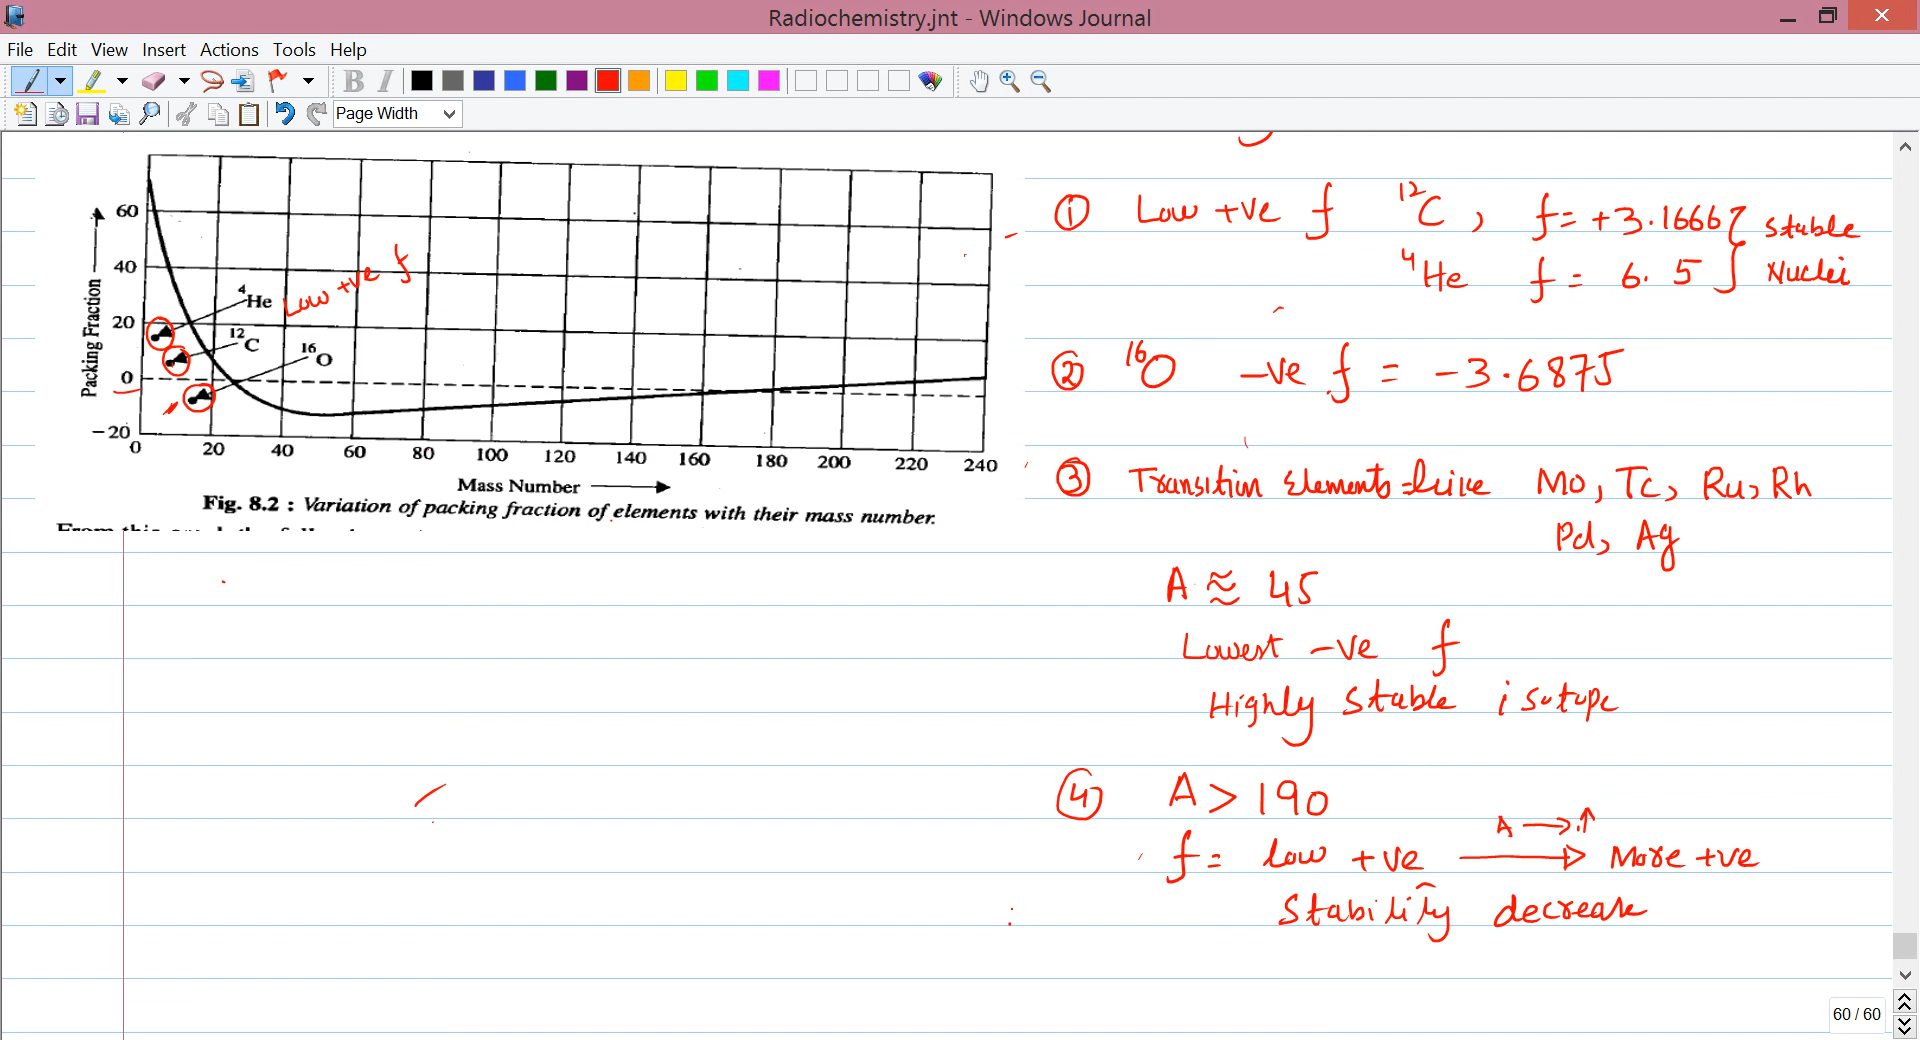 Radiochemistry.jnt - Windows Journal
File Edit View Insert Actions Tools Help
B I
Page Width
60
40
20
0
-20
Packing Fraction
4He
12C
16O
Low +ve f
0 20 40 60 80 100 120 140 160 180 200 220 240
Mass Number
Fig. 8.2 : Variation of packing fraction of elements with their mass number.
① Low +ve f 12C, f = +3.1666 } Stable
4He f = 6.5 } Nuclei
② 16O -ve f = -3.6875
③ Transition Elements like Mo, Tc, Ru, Rh
Pd, Ag
A ≈ 45
Lowest -ve f
Highly Stable isotope
④ A > 190
A → ↑
f = low +ve → More +ve
Stability decrease
60 / 60